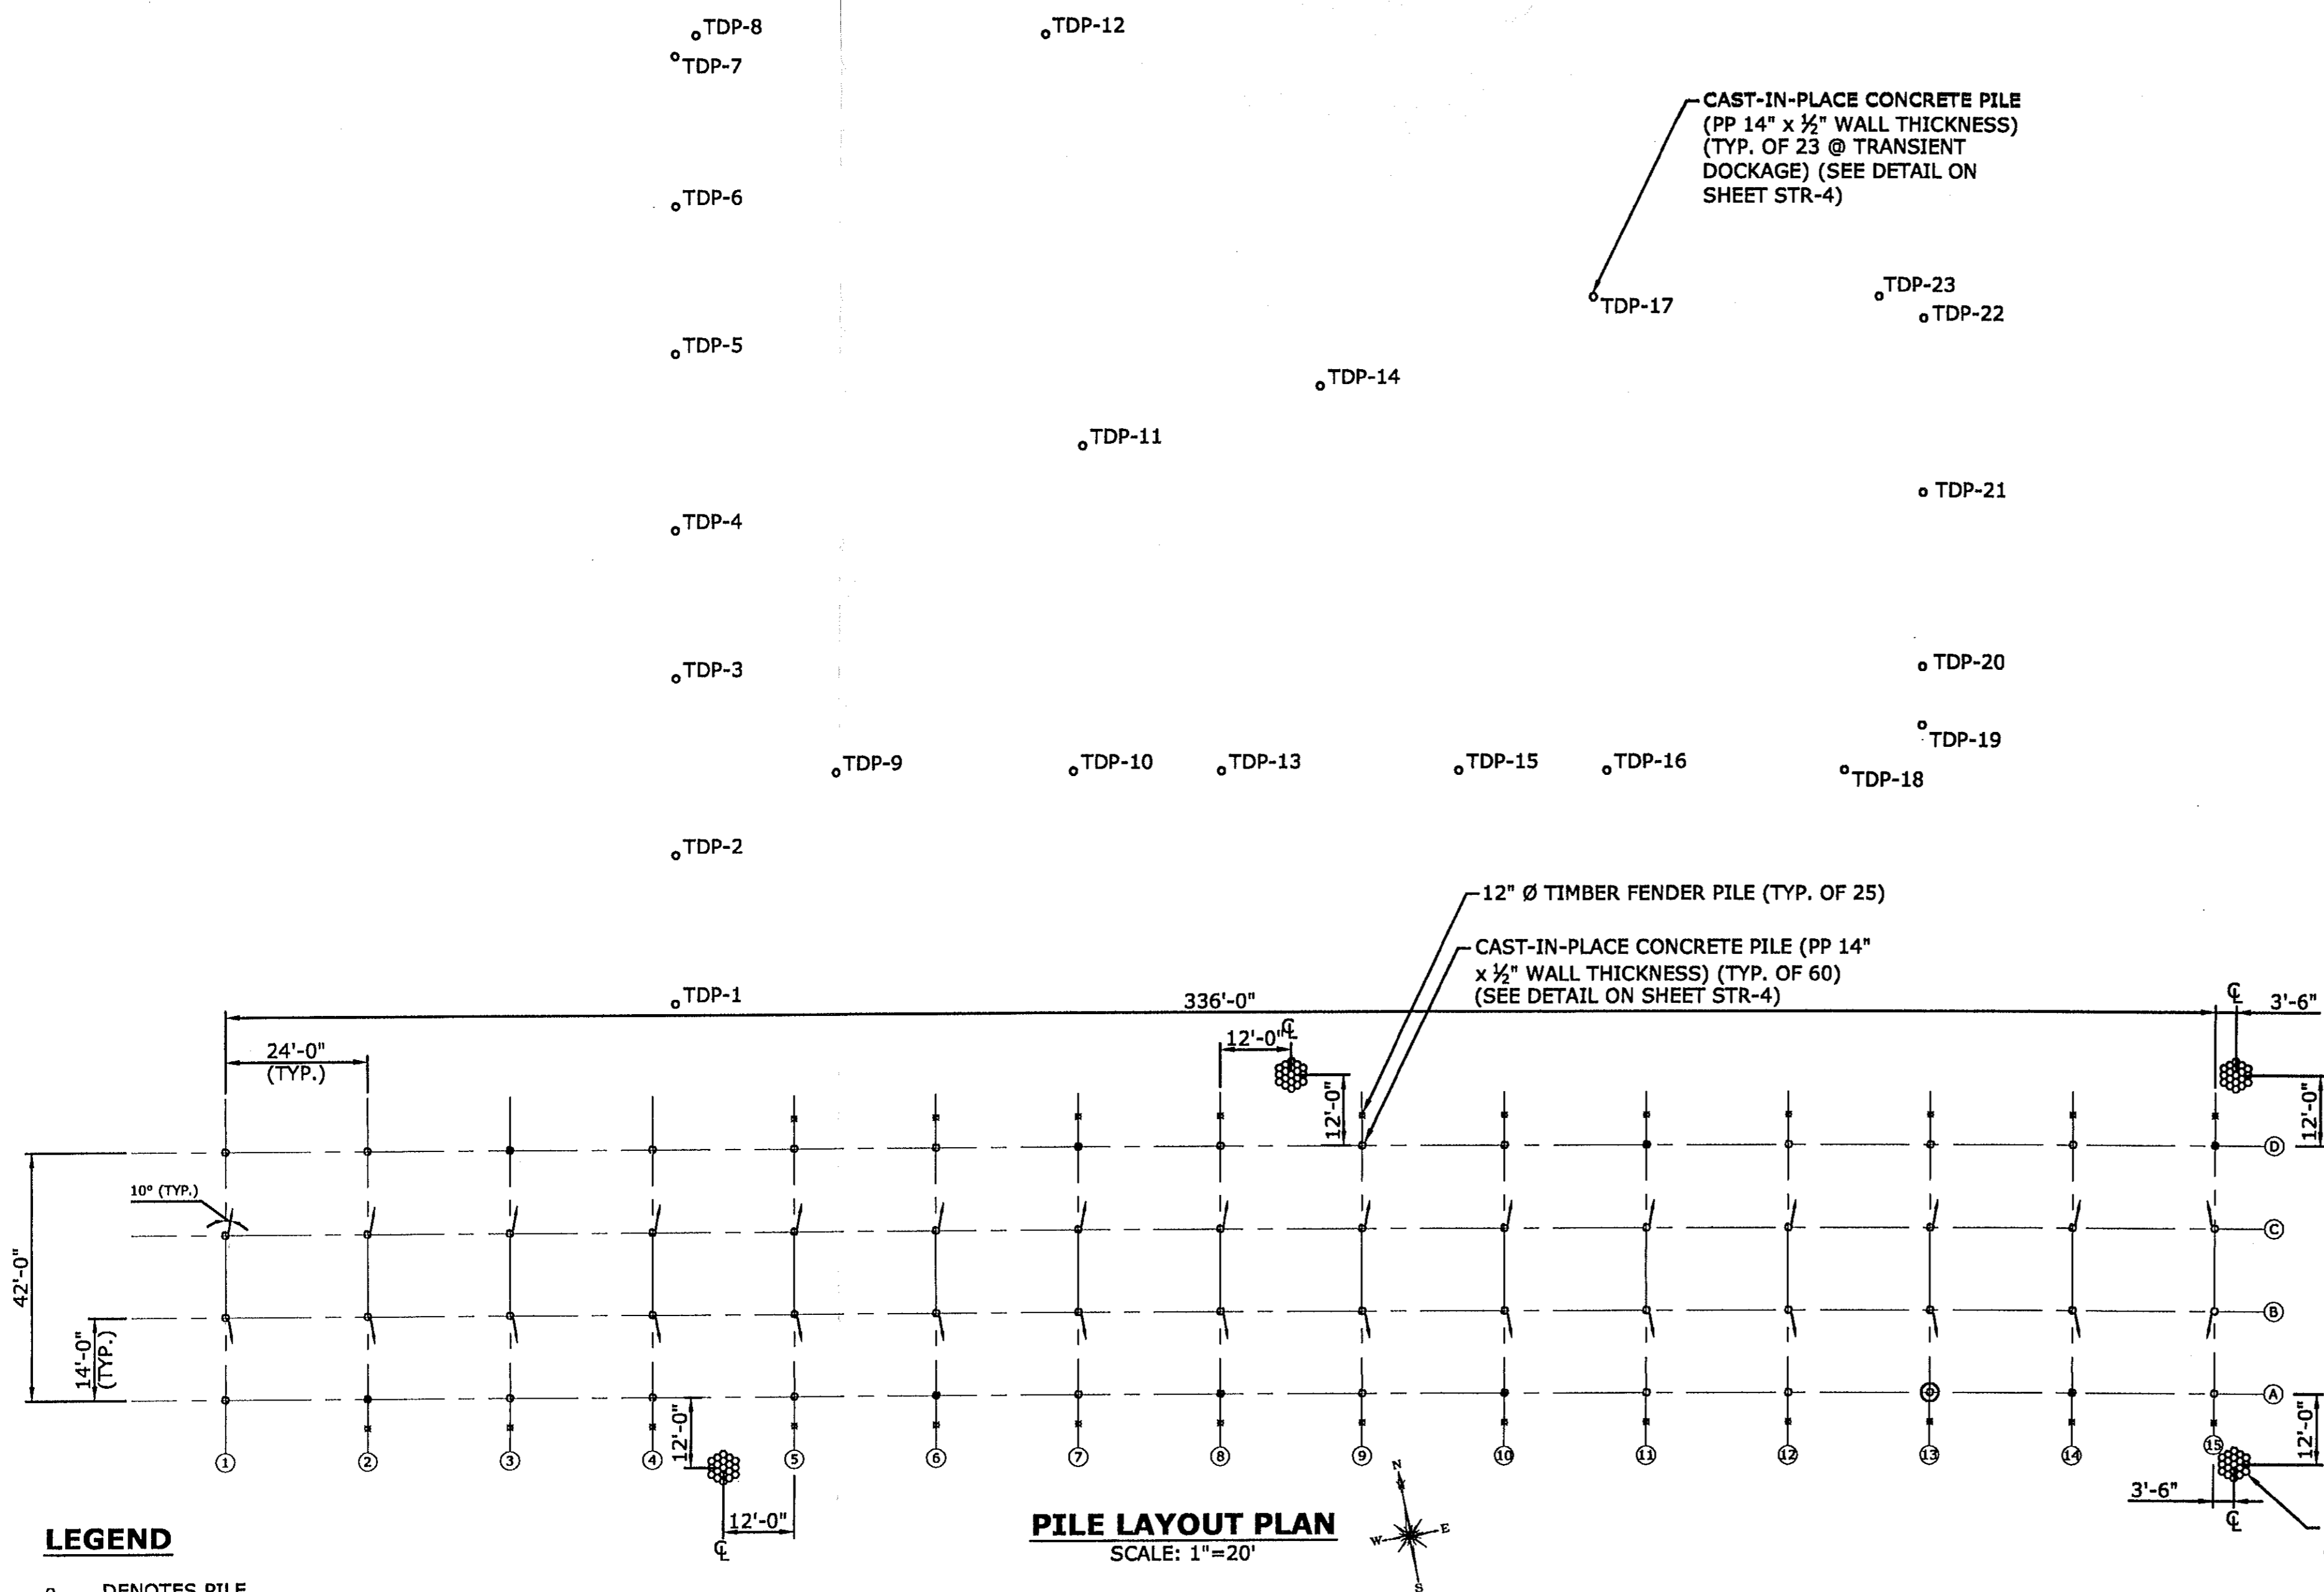 TDP-8
TDP-12
TDP-7
CAST-IN-PLACE CONCRETE PILE
(PP 14" x ½" WALL THICKNESS)
(TYP. OF 23 @ TRANSIENT
DOCKAGE) (SEE DETAIL ON
SHEET STR-4)
TDP-6
TDP-23
TDP-17
TDP-22
TDP-5
TDP-14
TDP-11
TDP-21
TDP-4
TDP-3
TDP-20
TDP-19
TDP-9
TDP-10
TDP-13
TDP-15
TDP-16
TDP-18
TDP-2
12" Ø TIMBER FENDER PILE (TYP. OF 25)
CAST-IN-PLACE CONCRETE PILE (PP 14"
x ½" WALL THICKNESS) (TYP. OF 60)
(SEE DETAIL ON SHEET STR-4)
TDP-1
336'-0"
℄
3'-6"
12'-0"
℄
24'-0"
(TYP.)
12'-0"
12'-0"
D
10° (TYP.)
C
42'-0"
B
14'-0"
(TYP.)
A
12'-0"
12'-0"
1
2
3
4
5
6
7
8
9
10
11
12
13
14
15
3'-6"
℄
12'-0"
℄
N
W
E
S
PILE LAYOUT PLAN
SCALE: 1"=20'
LEGEND
DENOTES PILE